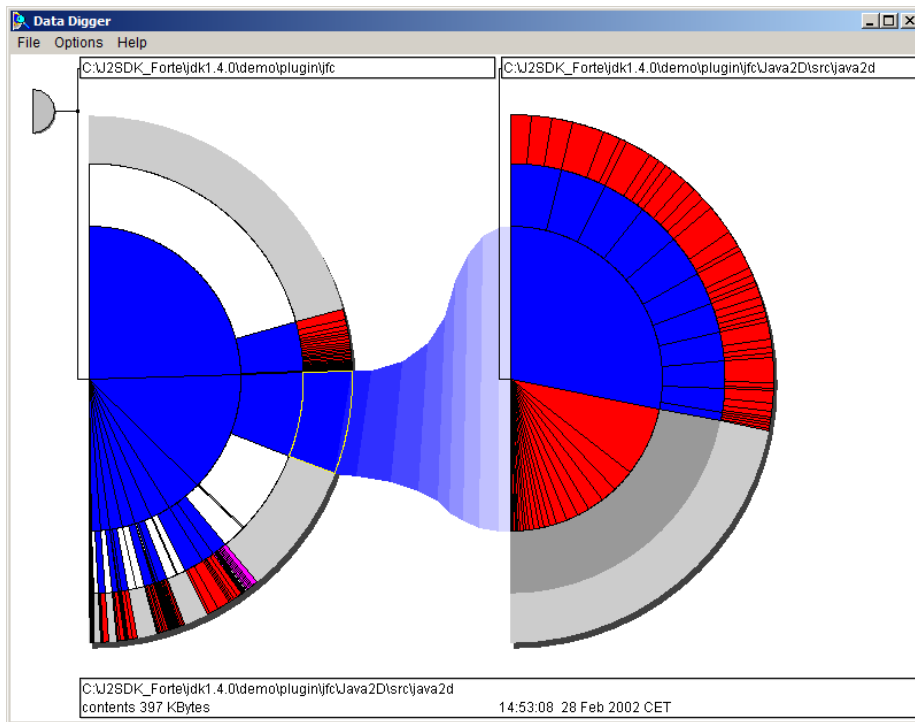 Data Digger
File Options Help
C:\J2SDK_Forte\jdk1.4.0\demo\plugin\jfc
C:\J2SDK_Forte\jdk1.4.0\demo\plugin\jfc\Java2D\src\java2d
C:\J2SDK_Forte\jdk1.4.0\demo\plugin\jfc\Java2D\src\java2d
contents 397 KBytes 14:53:08 28 Feb 2002 CET